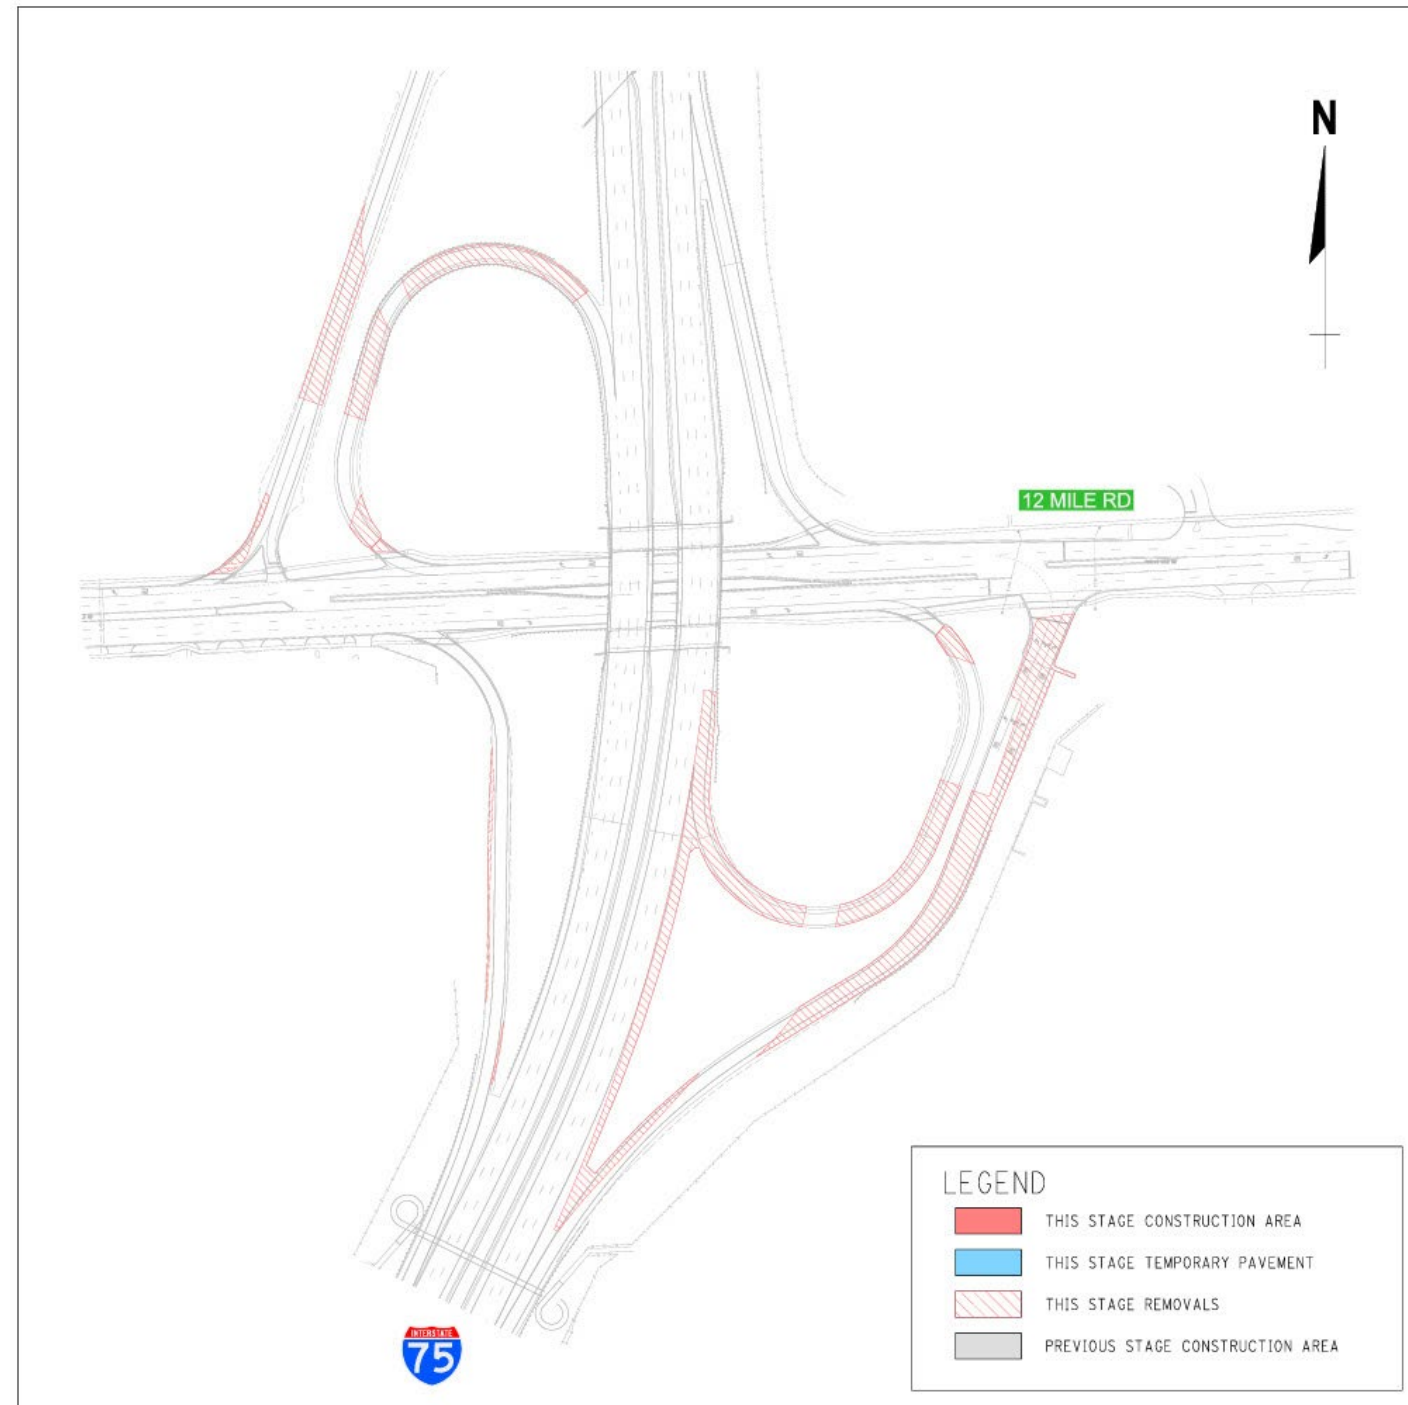 N
12 MILE RD
LEGEND
THIS STAGE CONSTRUCTION AREA
THIS STAGE TEMPORARY PAVEMENT
THIS STAGE REMOVALS
PREVIOUS STAGE CONSTRUCTION AREA
INTERSTATE
75